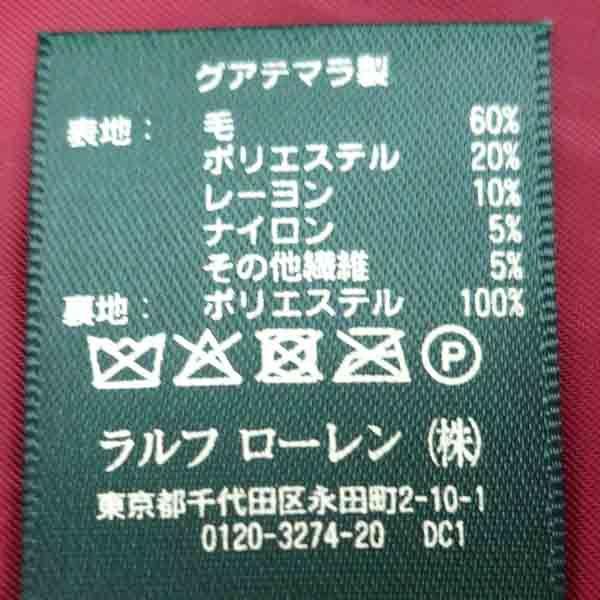 グアテマラ製
表地： 毛 60%
ポリエステル 20%
レーヨン 10%
ナイロン 5%
その他繊維 5%
裏地： ポリエステル 100%
P
ラルフ ローレン（株）
東京都千代田区永田町2-10-1
0120-3274-20 DC1